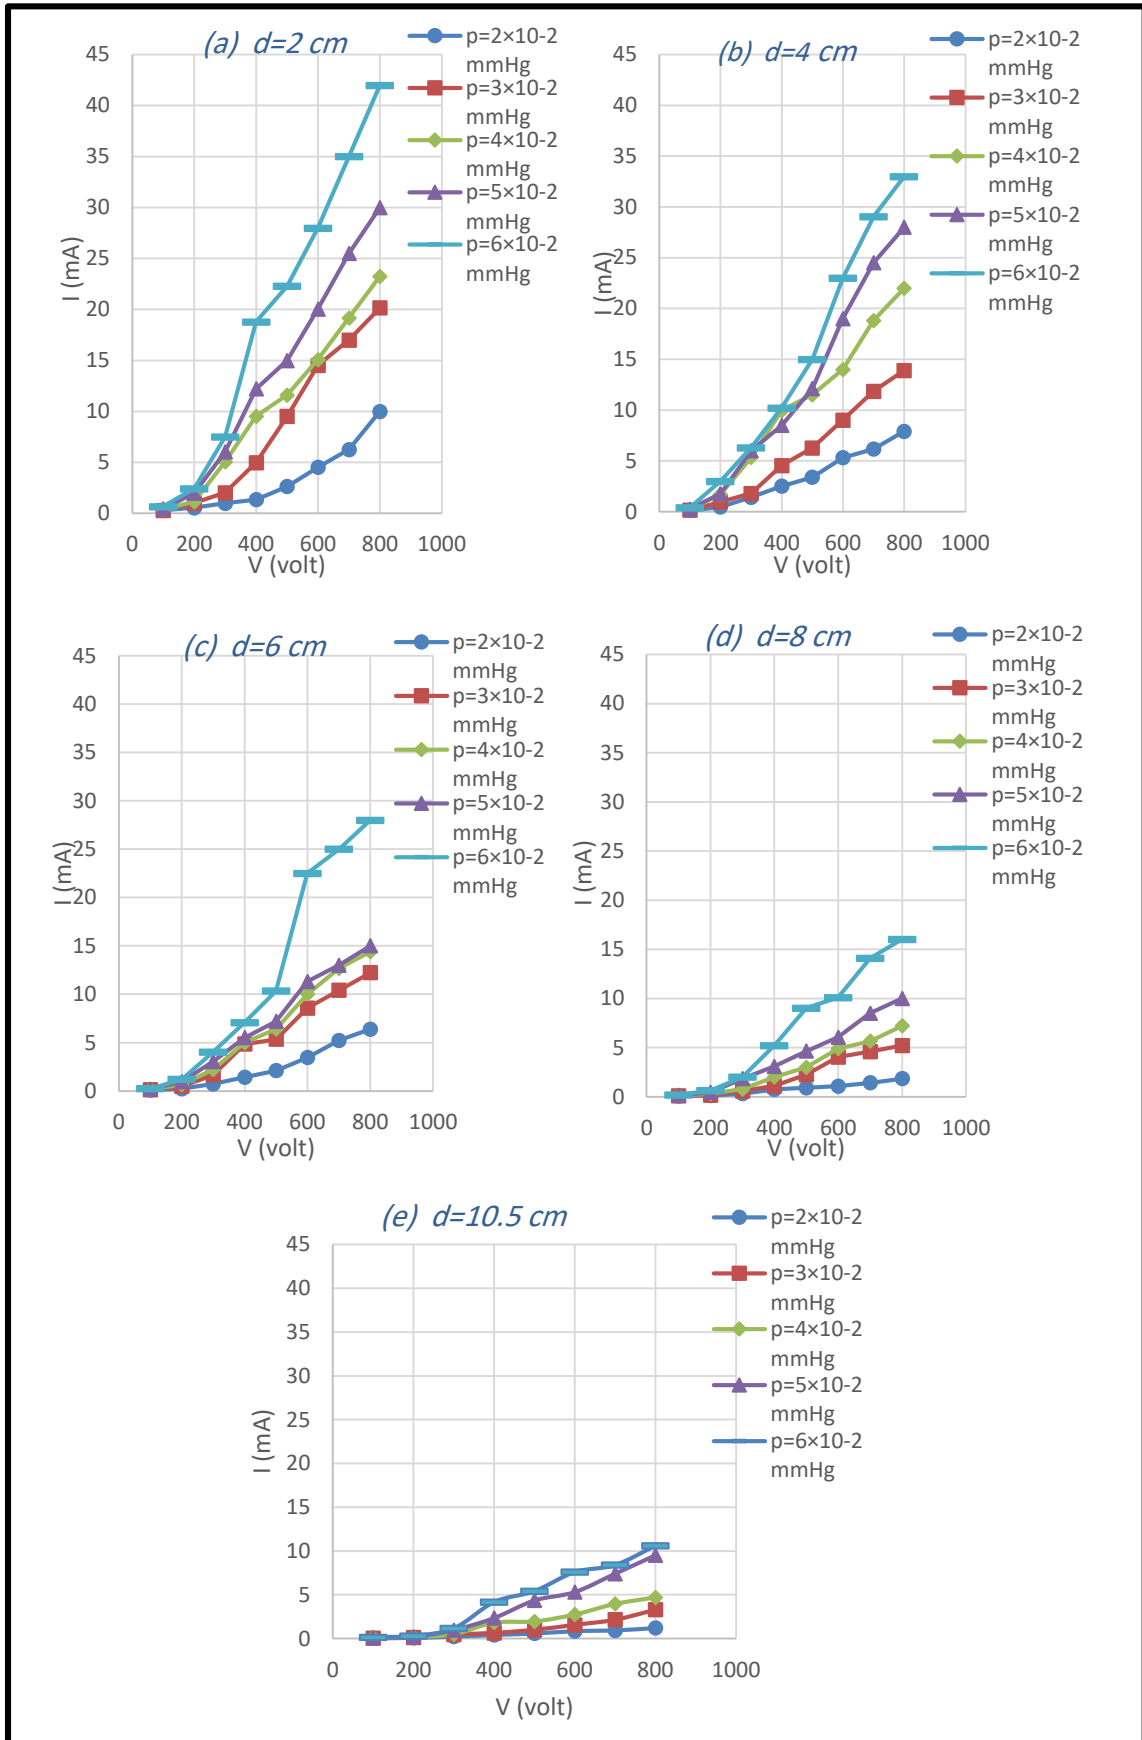 (a) d=2 cm
p=2×10-2
mmHg
p=3×10-2
mmHg
p=4×10-2
mmHg
p=5×10-2
mmHg
p=6×10-2
mmHg
45
40
35
30
25
20
15
10
5
0
I (mA)
0 200 400 600 800 1000
V (volt)
(b) d=4 cm
p=2×10-2
mmHg
p=3×10-2
mmHg
p=4×10-2
mmHg
p=5×10-2
mmHg
p=6×10-2
mmHg
45
40
35
30
25
20
15
10
5
0
I (mA)
0 200 400 600 800 1000
V (volt)
(c) d=6 cm
p=2×10-2
mmHg
p=3×10-2
mmHg
p=4×10-2
mmHg
p=5×10-2
mmHg
p=6×10-2
mmHg
45
40
35
30
25
20
15
10
5
0
I (mA)
0 200 400 600 800 1000
V (volt)
(d) d=8 cm
p=2×10-2
mmHg
p=3×10-2
mmHg
p=4×10-2
mmHg
p=5×10-2
mmHg
p=6×10-2
mmHg
45
40
35
30
25
20
15
10
5
0
I (mA)
0 200 400 600 800 1000
V (volt)
(e) d=10.5 cm
p=2×10-2
mmHg
p=3×10-2
mmHg
p=4×10-2
mmHg
p=5×10-2
mmHg
p=6×10-2
mmHg
45
40
35
30
25
20
15
10
5
0
I (mA)
0 200 400 600 800 1000
V (volt)